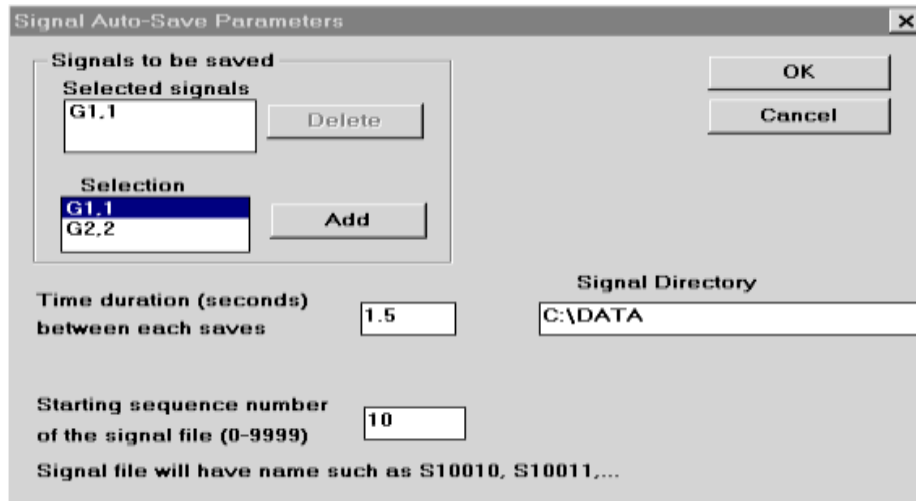 Signal Auto-Save Parameters
Signals to be saved
Selected signals
G1,1
Delete
OK
Cancel
Selection
G1,1
G2,2
Add
Time duration (seconds)
between each saves
1.5
Signal Directory
C:\DATA
Starting sequence number
of the signal file (0-9999)
10
Signal file will have name such as S10010, S10011,...